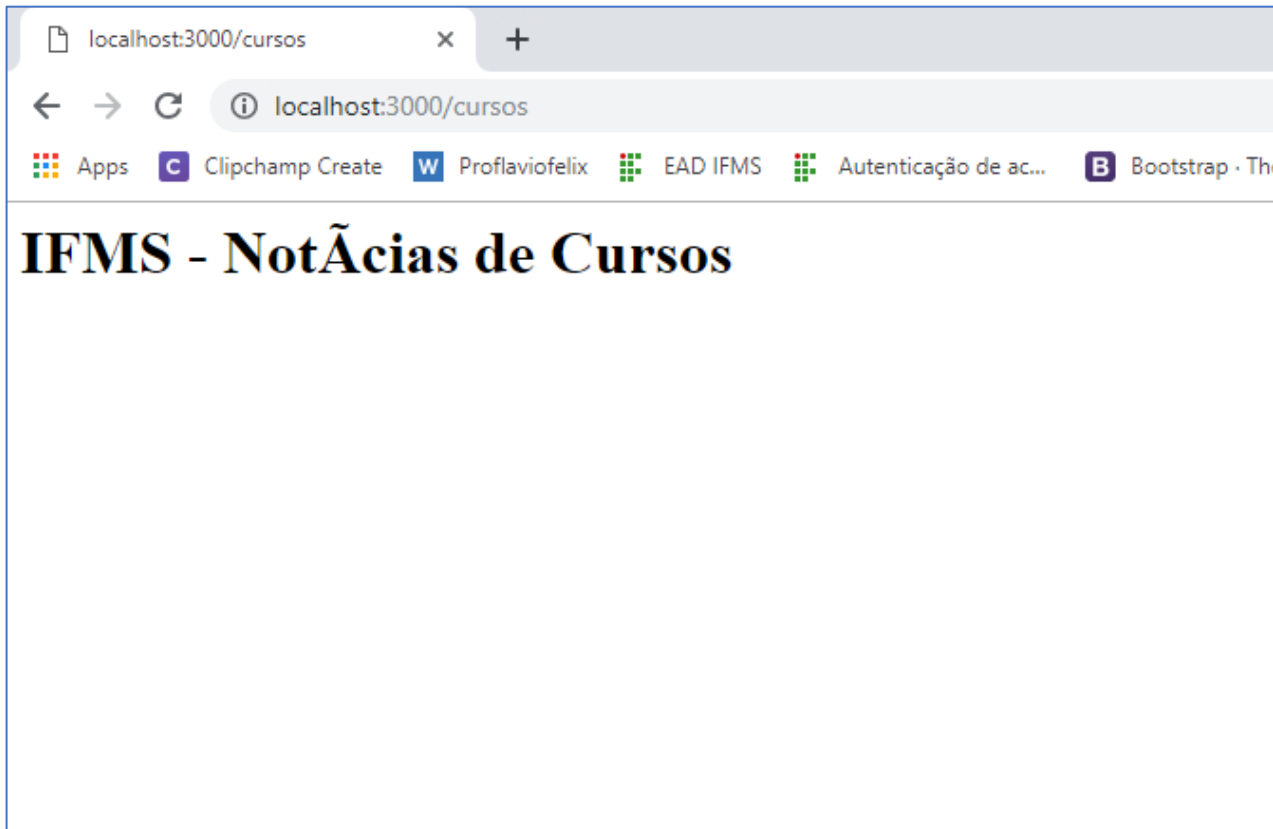 localhost:3000/cursos
localhost:3000/cursos
Apps C Clipchamp Create W Proflaviofelix EAD IFMS Autenticação de ac... B Bootstrap · The
IFMS - NotÃcias de Cursos